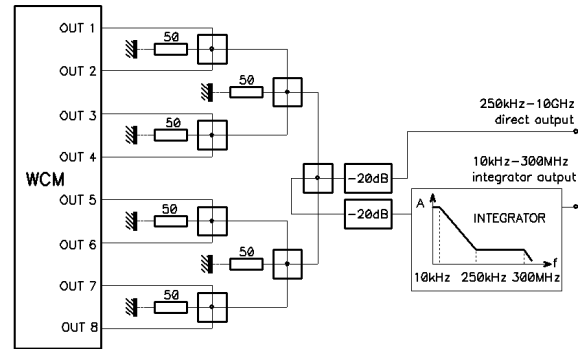 OUT 1
50
OUT 2
50
OUT 3
50
OUT 4
WCM
250kHz-10GHz
direct output
-20dB
10kHz-300MHz
integrator output
-20dB
A
INTEGRATOR
f
10kHz 250kHz 300MHz
OUT 5
50
OUT 6
50
OUT 7
50
OUT 8